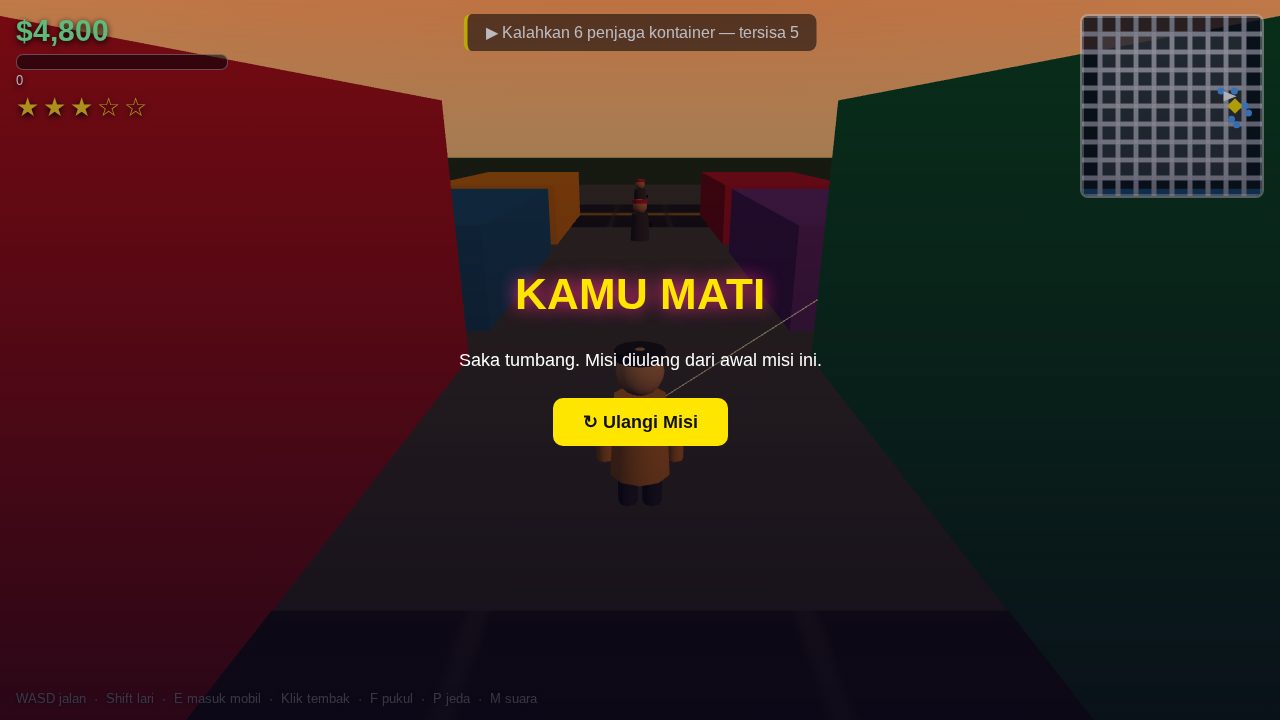 $4,800
▶ Kalahkan 6 penjaga kontainer — tersisa 5
0
★★★☆☆
KAMU MATI
Saka tumbang. Misi diulang dari awal misi ini.
↻ Ulangi Misi
WASD jalan · Shift lari · E masuk mobil · Klik tembak · F pukul · P jeda · M suara